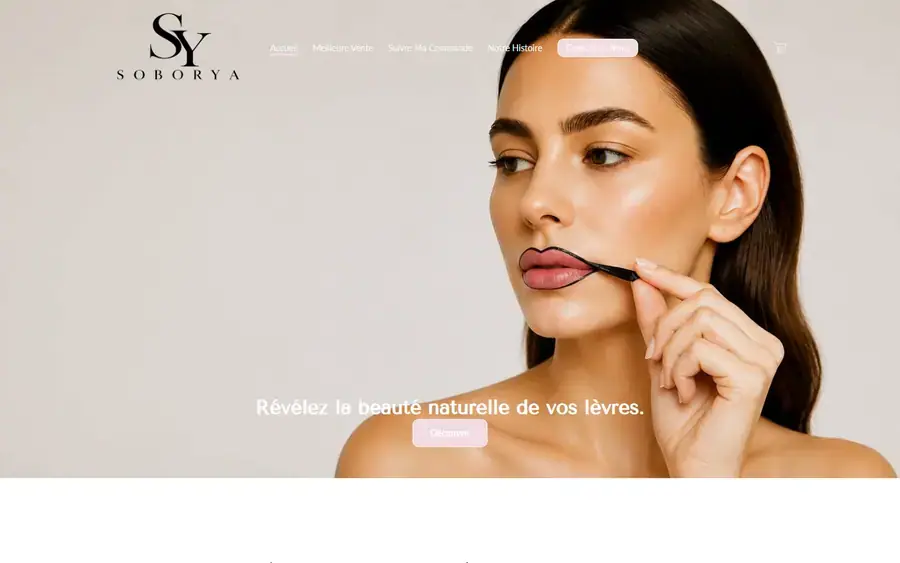 SY
SOBORYA
Accueil
Meilleure Vente
Suivre Ma Commande
Notre Histoire
Révélez la beauté naturelle de vos lèvres.
Découvrir